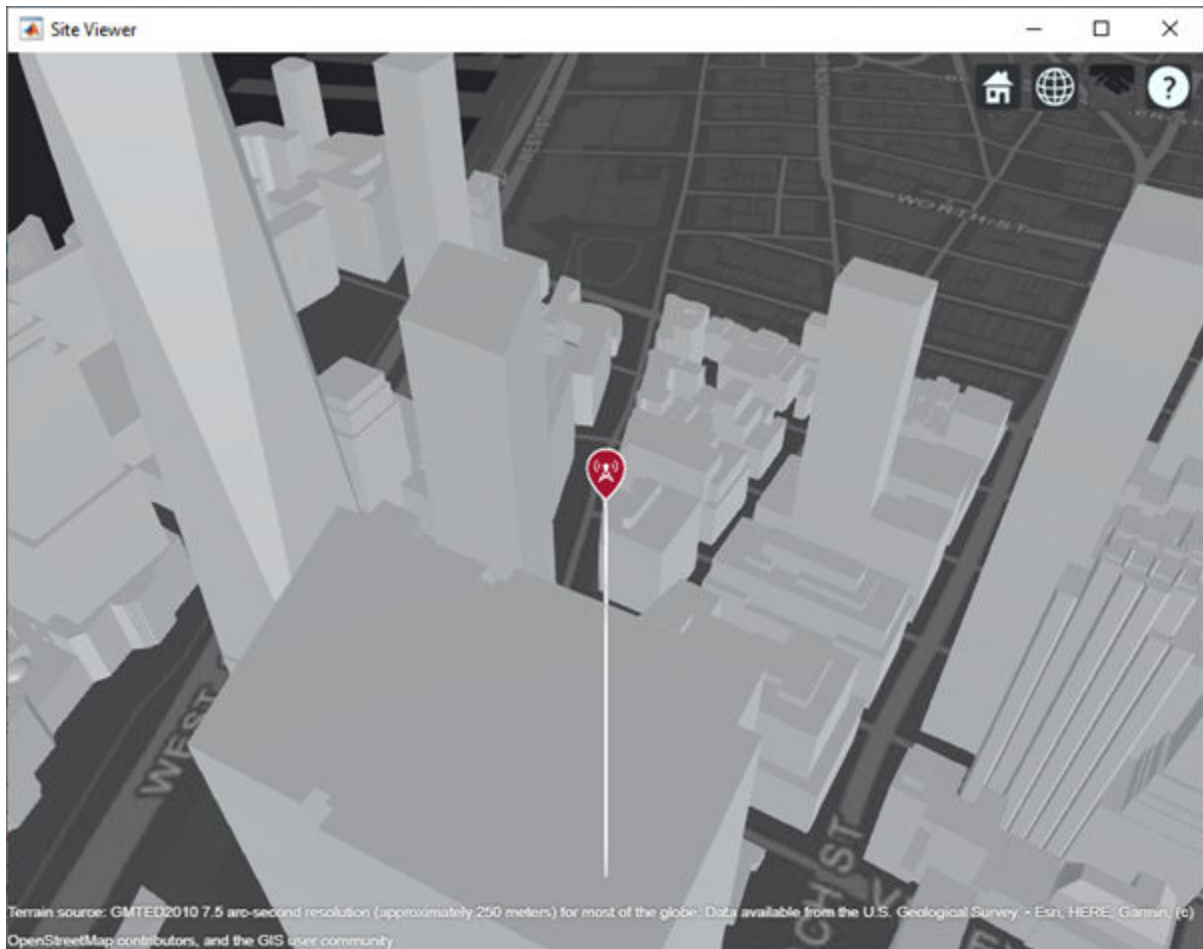 Site Viewer
?
WEST ST
WORTH ST
WEST
CH ST
Terrain source: GMTED2010 7.5 arc-second resolution (approximately 250 meters) for most of the globe. Data available from the U.S. Geological Survey. • Esri, HERE, Garmin, (c)
OpenStreetMap contributors, and the GIS user community